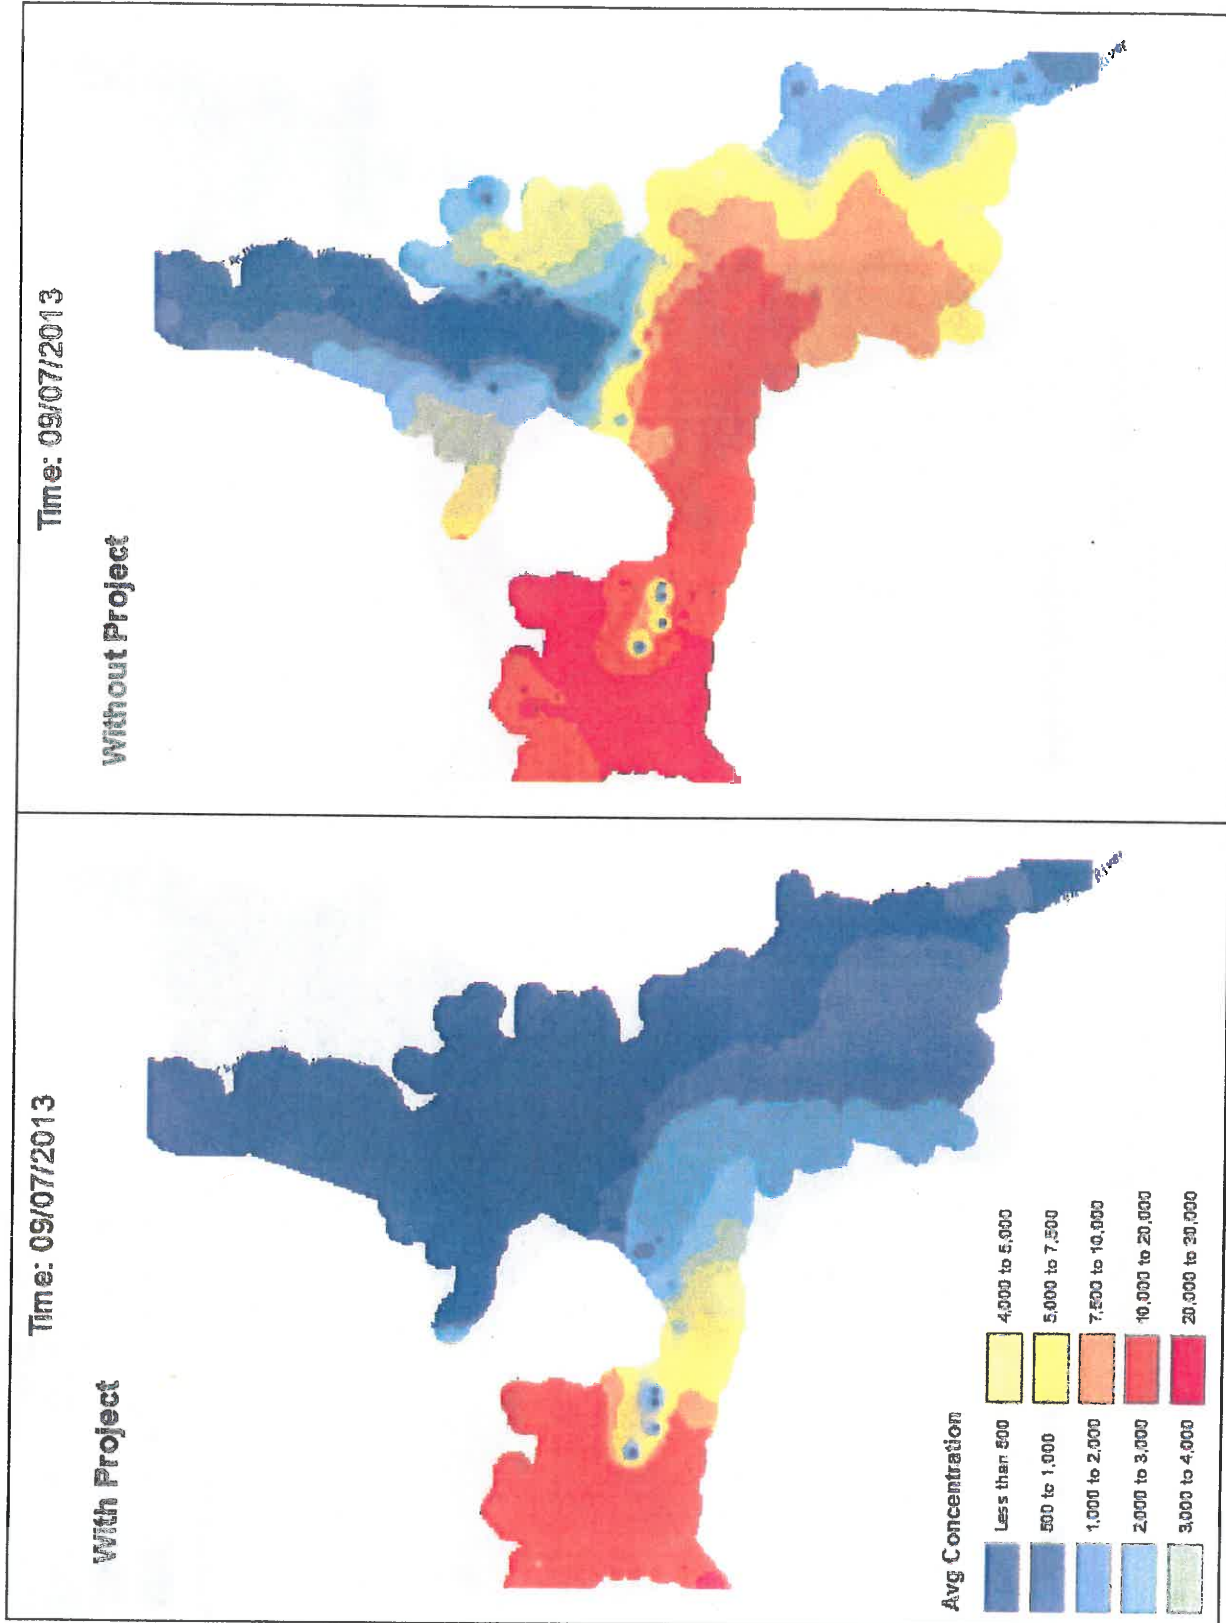 Time: 09/07/2013
With Project
Avg Concentration
Less than 500
500 to 1,000
1,000 to 2,000
2,000 to 3,000
3,000 to 4,000
4,000 to 5,000
5,000 to 7,500
7,500 to 10,000
10,000 to 20,000
20,000 to 30,000
River
Time: 09/07/2013
Without Project
River